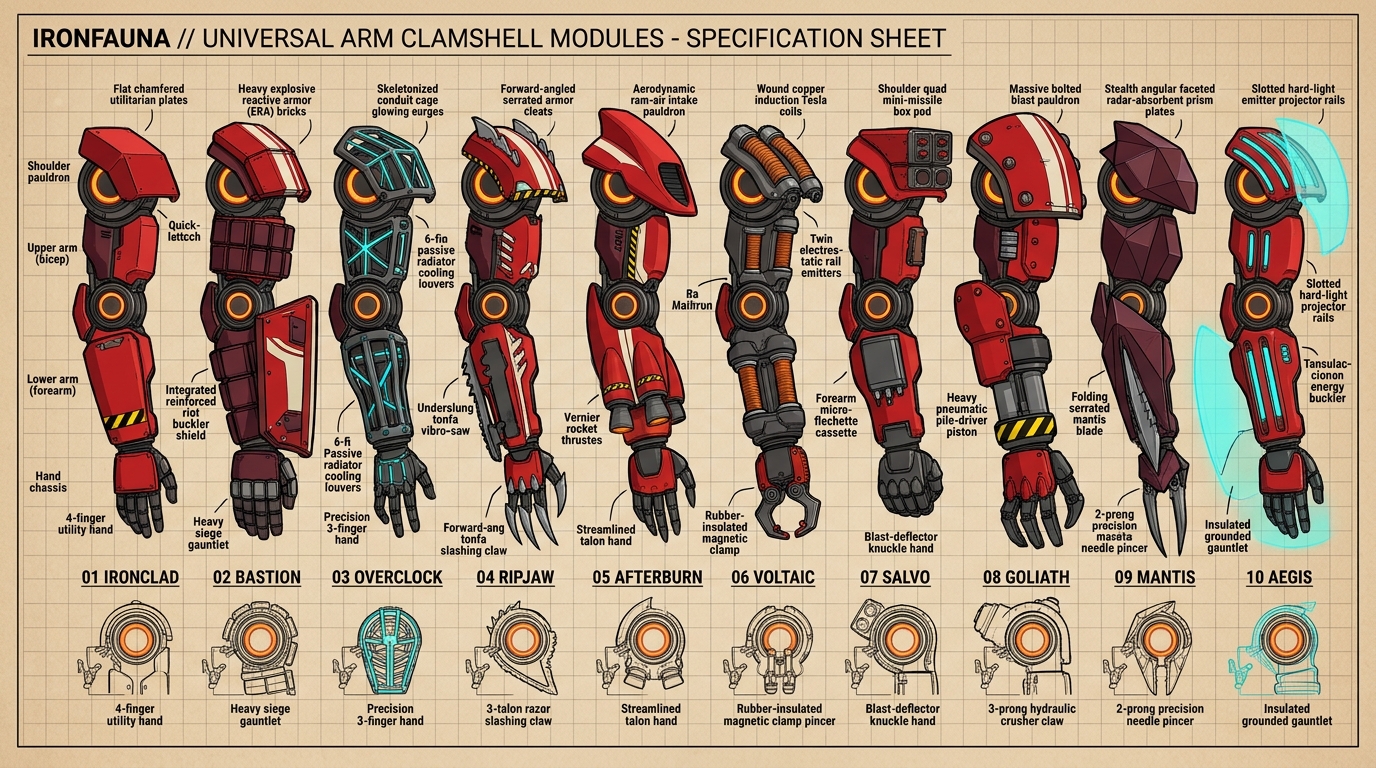 IRONFAUNA // UNIVERSAL ARM CLAMSHELL MODULES - SPECIFICATION SHEET
Flat chamfered
utilitarian plates
Heavy explosive
reactive armor
(ERA) bricks
Skeletonized
conduit cage
glowing eurges
Forward-angled
serrated armor
cleats
Aerodynamic
ram-air intake
pauldron
Wound copper
induction Tesla
coils
Shoulder quad
mini-missile
box pod
Massive bolted
blast pauldron
Stealth angular faceted
radar-absorbent prism
plates
Slotted hard-light
emitter projector rails
Shoulder
pauldron
Quick-
lettcch
Upper arm
(bicep)
6-fin
passive
radiator
cooling
louvers
Ra
Maihrun
Twin
electres-
tatic rail
emitters
Slotted
hard-light
projector
rails
Lower arm
(forearm)
Integrated
reinforced
riot
buckler
shield
6-fi
Passive
radiator
cooling
louvers
Underslung
tonfa
vibro-saw
Vernier
rocket
thrustes
Forearm
micro-
flechette
cassette
Heavy
pneumatic
pile-driver
piston
Folding
serrated
mantis
blade
Tansulac-
cionon
energy
buckler
Hand
chassis
4-finger
utility hand
Heavy
siege
gauntlet
Precision
3-finger
hand
Forward-ang
tonfa
slashing claw
Streamlined
talon hand
Rubber-
insolated
magnetic
clamp
Blast-deflector
knuckle hand
2-preng
precision
masata
needle pincer
Insulated
grounded
gauntlet
01 IRONCLAD
02 BASTION
03 OVERCLOCK
04 RIPJAW
05 AFTERBURN
06 VOLTAIC
07 SALVO
08 GOLIATH
09 MANTIS
10 AEGIS
4-finger
utility hand
Heavy siege
gauntlet
Precision
3-finger hand
3-talon razor
slashing claw
Streamlined
talon hand
Rubber-insulated
magnetic clamp pincer
Blast-deflector
knuckle hand
3-prong hydraulic
crusher claw
2-prong precision
needle pincer
Insulated
grounded gauntlet